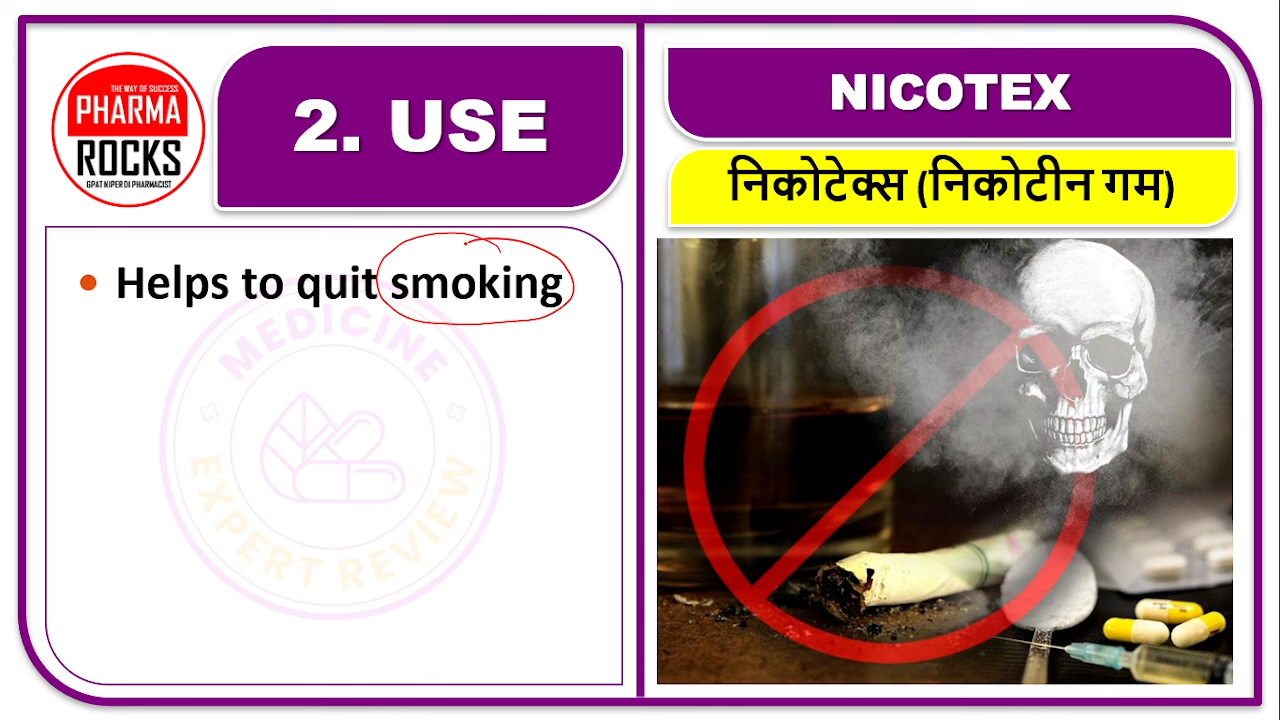 THE WAY OF SUCCESS
PHARMA
ROCKS
GPAT NIPER DI PHARMACIST
2. USE
• Helps to quit smoking
MEDICINE
EXPERT REVIEW
NICOTEX
निकोटेक्स (निकोटीन गम)